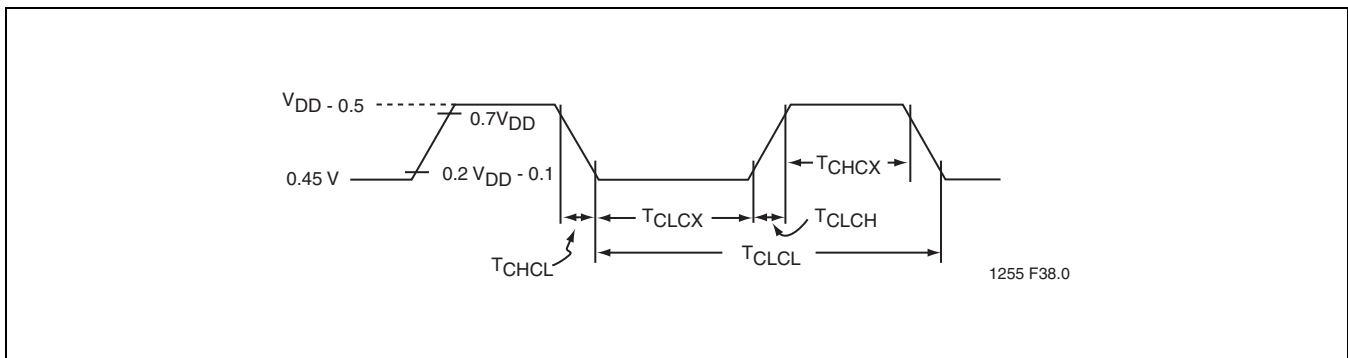 VDD - 0.5
0.7VDD
0.45 V
0.2 VDD - 0.1
TCHCX
TCLCX
TCLCH
TCHCL
TCLCL
1255 F38.0